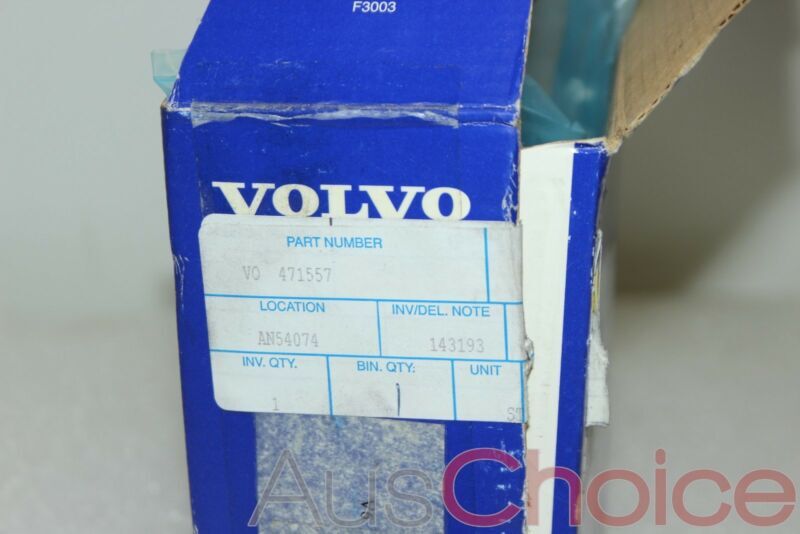 F3003
VOLVO
PART NUMBER
VO 471557
LOCATION
INV/DEL. NOTE
AN54074
143193
INV. QTY.
BIN. QTY:
UNIT
1
ST
AusChoice